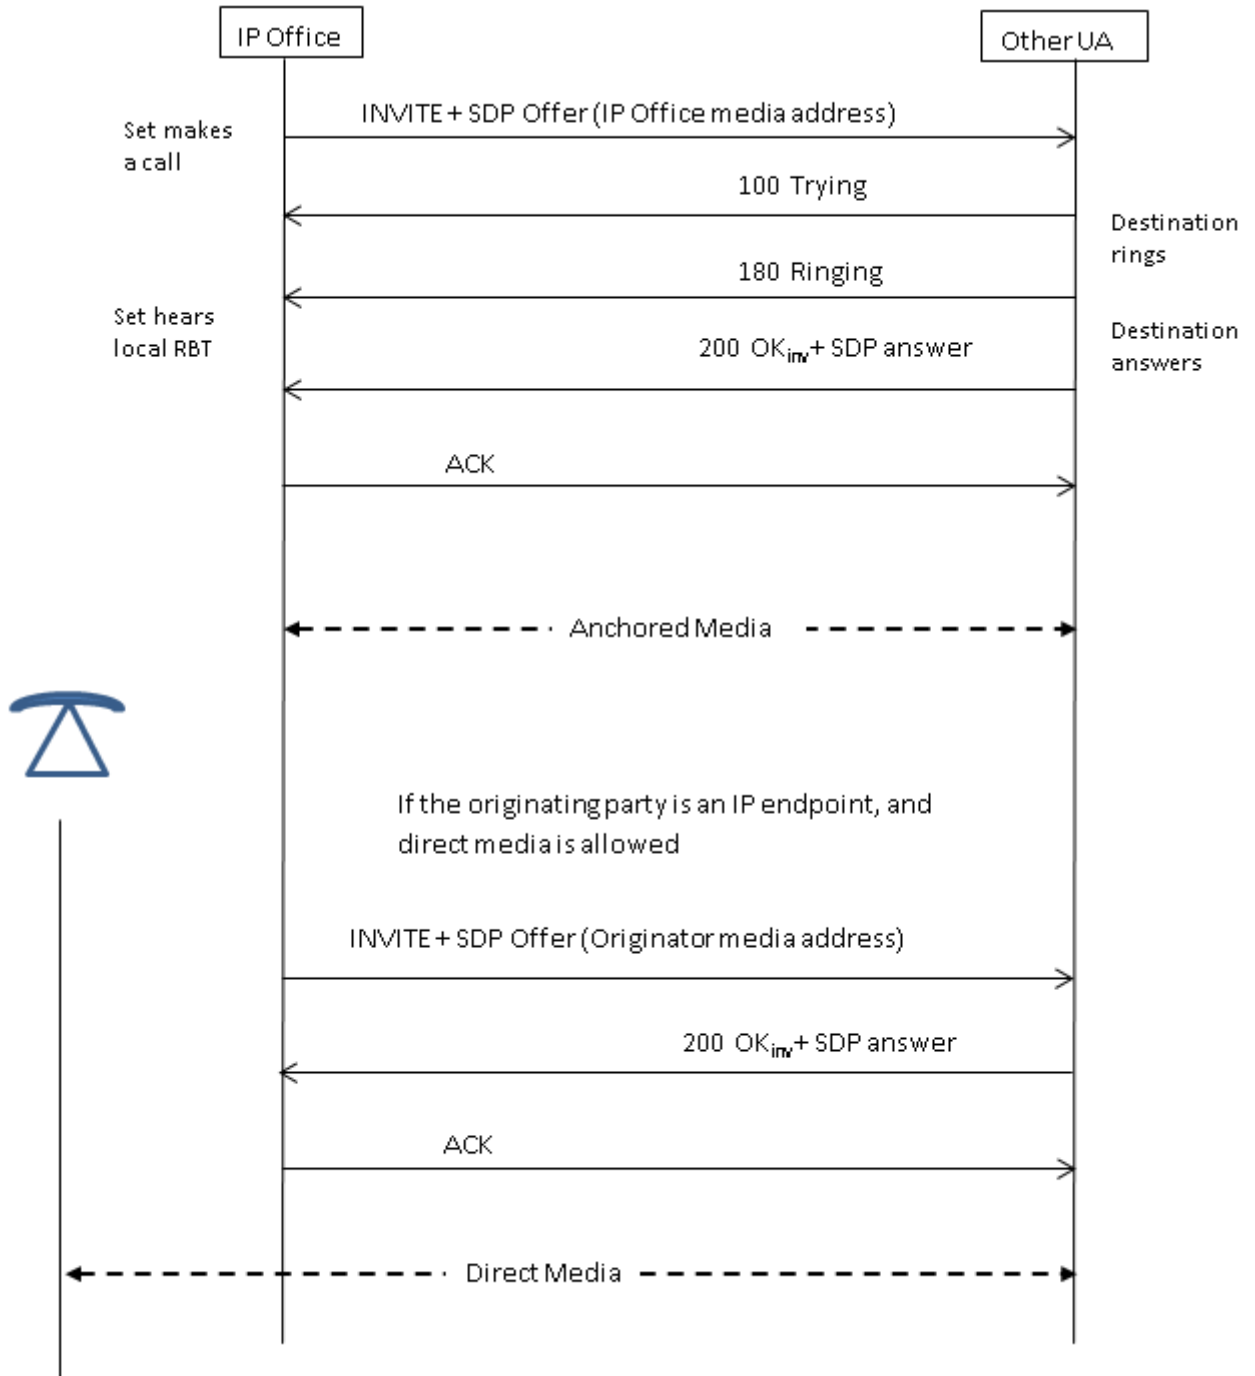 IP Office
Other UA
INVITE + SDP Offer (IP Office media address)
Set makes
a call
100 Trying
Destination
rings
180 Ringing
Set hears
local RBT
200 OKinv + SDP answer
Destination
answers
ACK
Anchored Media
If the originating party is an IP endpoint, and
direct media is allowed
INVITE + SDP Offer (Originator media address)
200 OKinv + SDP answer
ACK
Direct Media